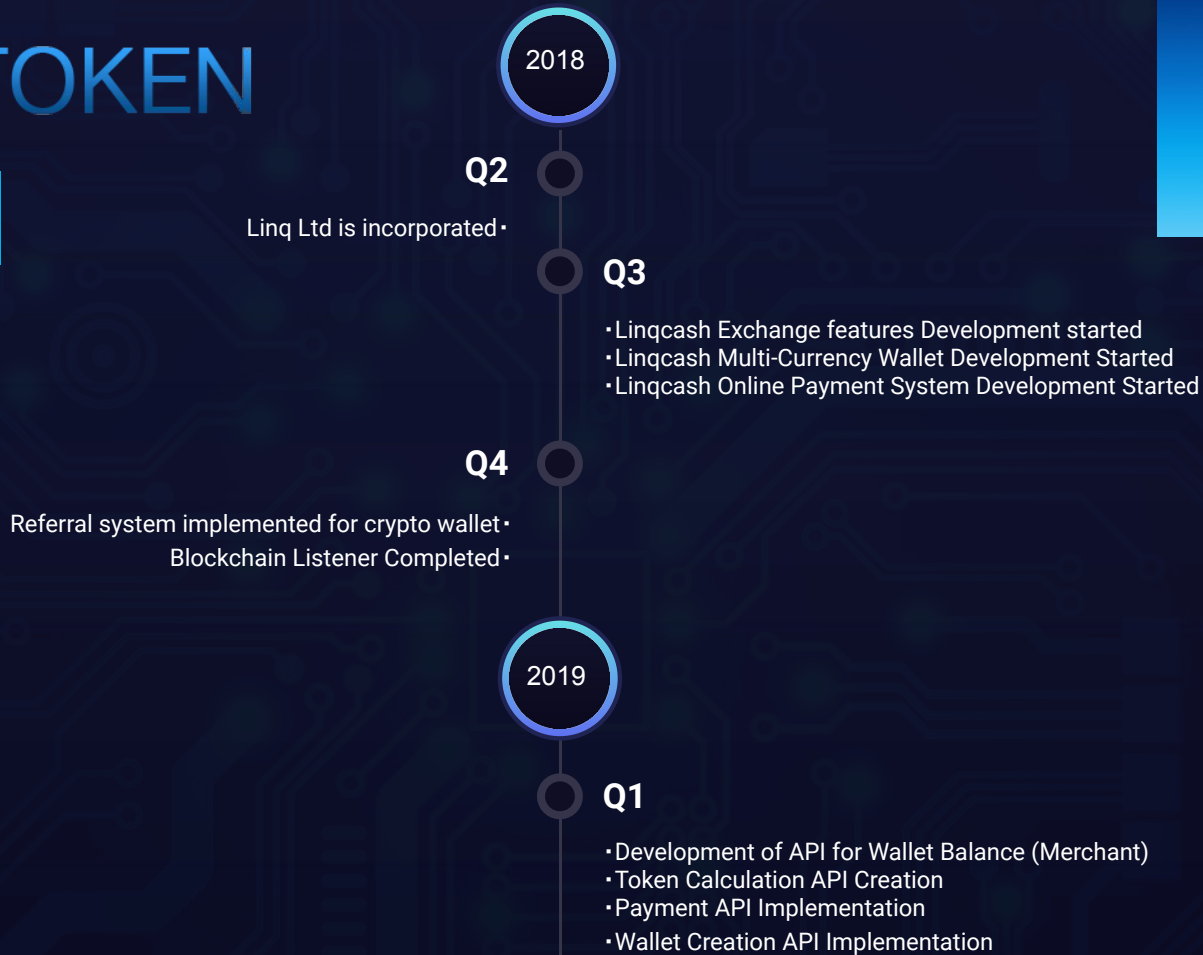 TOKEN
2018
Q2
Linq Ltd is incorporated·
Q3
·Linqcash Exchange features Development started
·Linqcash Multi-Currency Wallet Development Started
·Linqcash Online Payment System Development Started
Q4
Referral system implemented for crypto wallet·
Blockchain Listener Completed·
2019
Q1
·Development of API for Wallet Balance (Merchant)
·Token Calculation API Creation
·Payment API Implementation
·Wallet Creation API Implementation